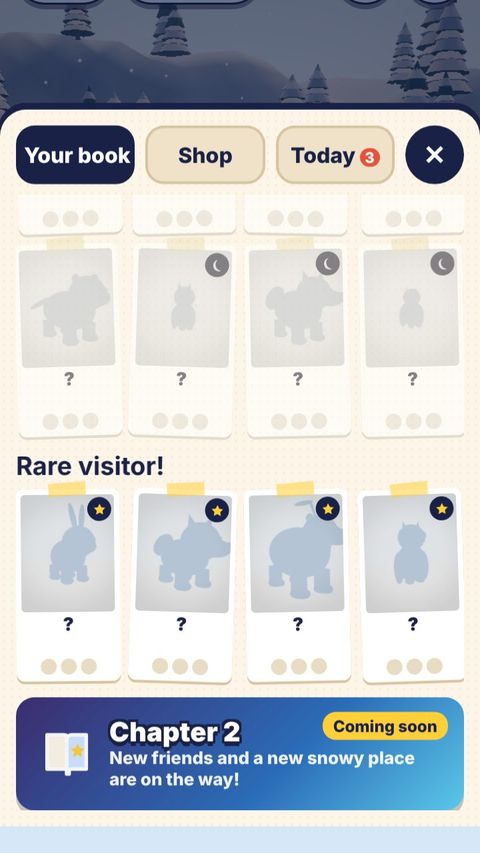 Your book
Shop
Today 3
?
?
?
?
Rare visitor!
?
?
?
?
Chapter 2
Coming soon
New friends and a new snowy place
are on the way!